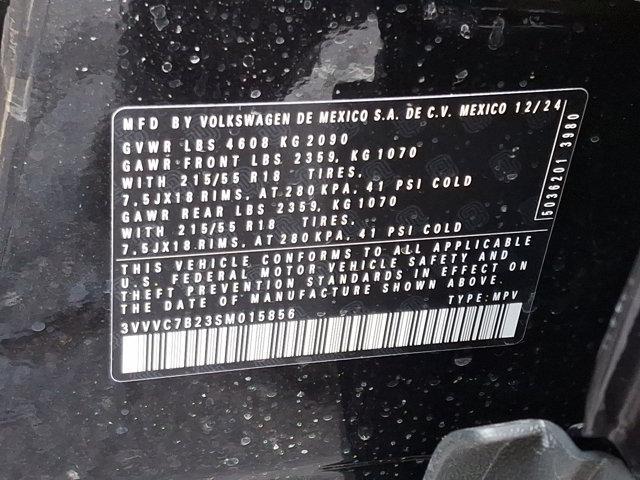 MFD BY VOLKSWAGEN DE MEXICO S.A. DE C.V. MEXICO 12/24
GVWR LBS 4608 KG 2090
GAWR FRONT LBS 2359, KG 1070
WITH 215/55 R18 TIRES,
7.5JX18 RIMS, AT 280 KPA, 41 PSI COLD
GAWR REAR LBS 2359, KG 1070
WITH 215/55 R18 TIRES,
7.5JX18 RIMS, AT 280 KPA, 41 PSI COLD
THIS VEHICLE CONFORMS TO ALL APPLICABLE
U.S. FEDERAL MOTOR VEHICLE SAFETY AND
THEFT PREVENTION STANDARDS IN EFFECT ON
THE DATE OF MANUFACTURE SHOWN ABOVE.
TYPE: MPV
3VVVC7B23SM015856
5036201 3980